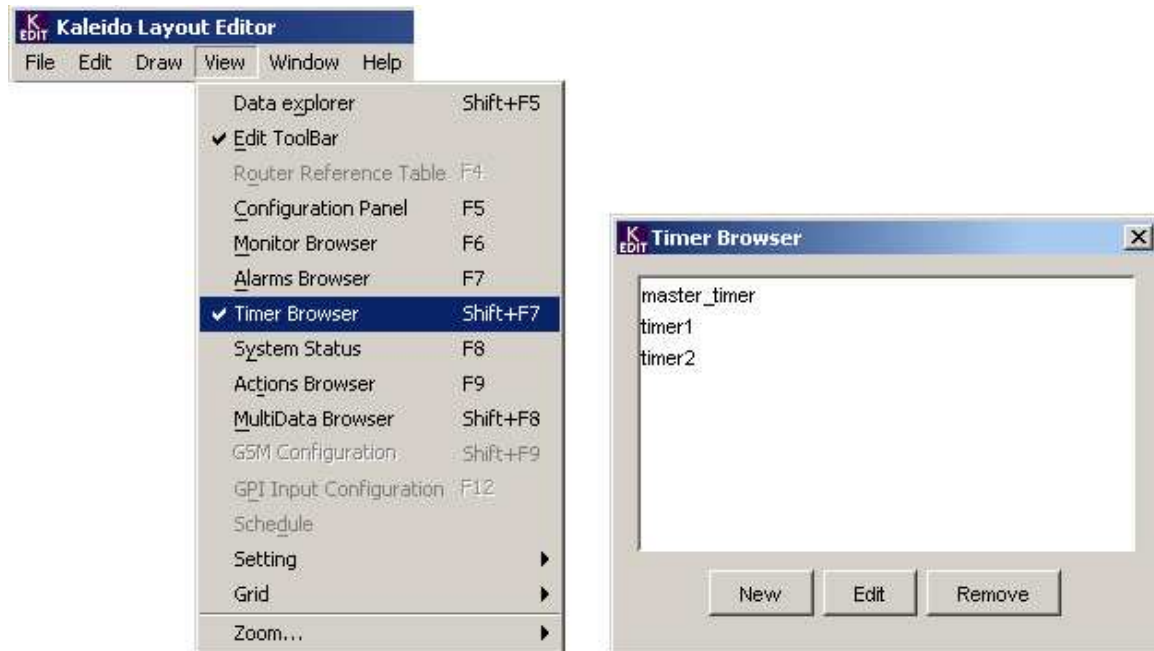 K EDIT Kaleido Layout Editor
File Edit Draw View Window Help
Data explorer Shift+F5
Edit ToolBar
Router Reference Table F4
Configuration Panel F5
Monitor Browser F6
Alarms Browser F7
Timer Browser Shift+F7
System Status F8
Actions Browser F9
MultiData Browser Shift+F8
GSM Configuration Shift+F9
GPI Input Configuration F12
Schedule
Setting
Grid
Zoom...
K EDIT Timer Browser
master_timer
timer1
timer2
New Edit Remove